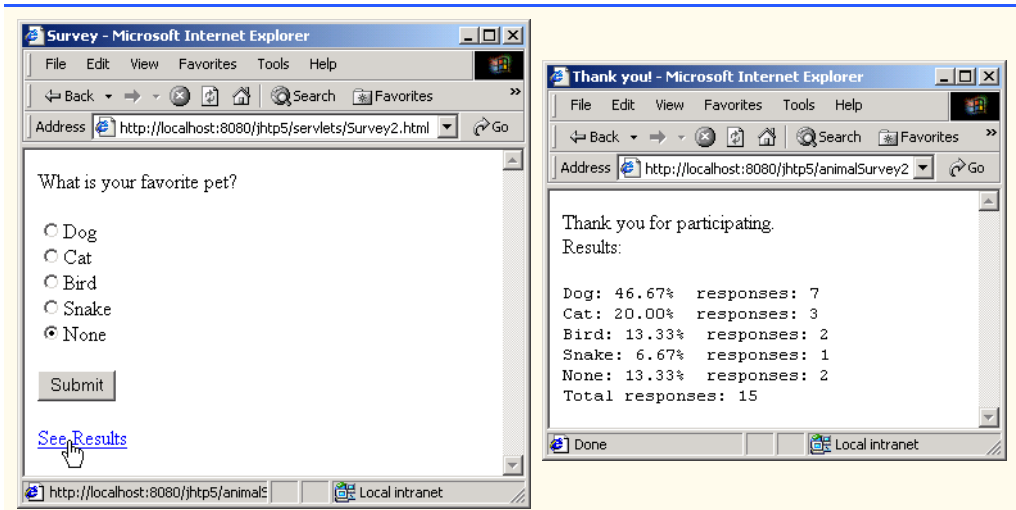 Survey - Microsoft Internet Explorer
File Edit View Favorites Tools Help
Back Search Favorites »
Address http://localhost:8080/jhtp5/servlets/Survey2.html Go
What is your favorite pet?
Dog
Cat
Bird
Snake
None
Submit
See Results
http://localhost:8080/jhtp5/animalS Local intranet
Thank you! - Microsoft Internet Explorer
File Edit View Favorites Tools Help
Back Search Favorites »
Address http://localhost:8080/jhtp5/animalSurvey2 Go
Thank you for participating.
Results:
Dog: 46.67% responses: 7
Cat: 20.00% responses: 3
Bird: 13.33% responses: 2
Snake: 6.67% responses: 1
None: 13.33% responses: 2
Total responses: 15
Done Local intranet